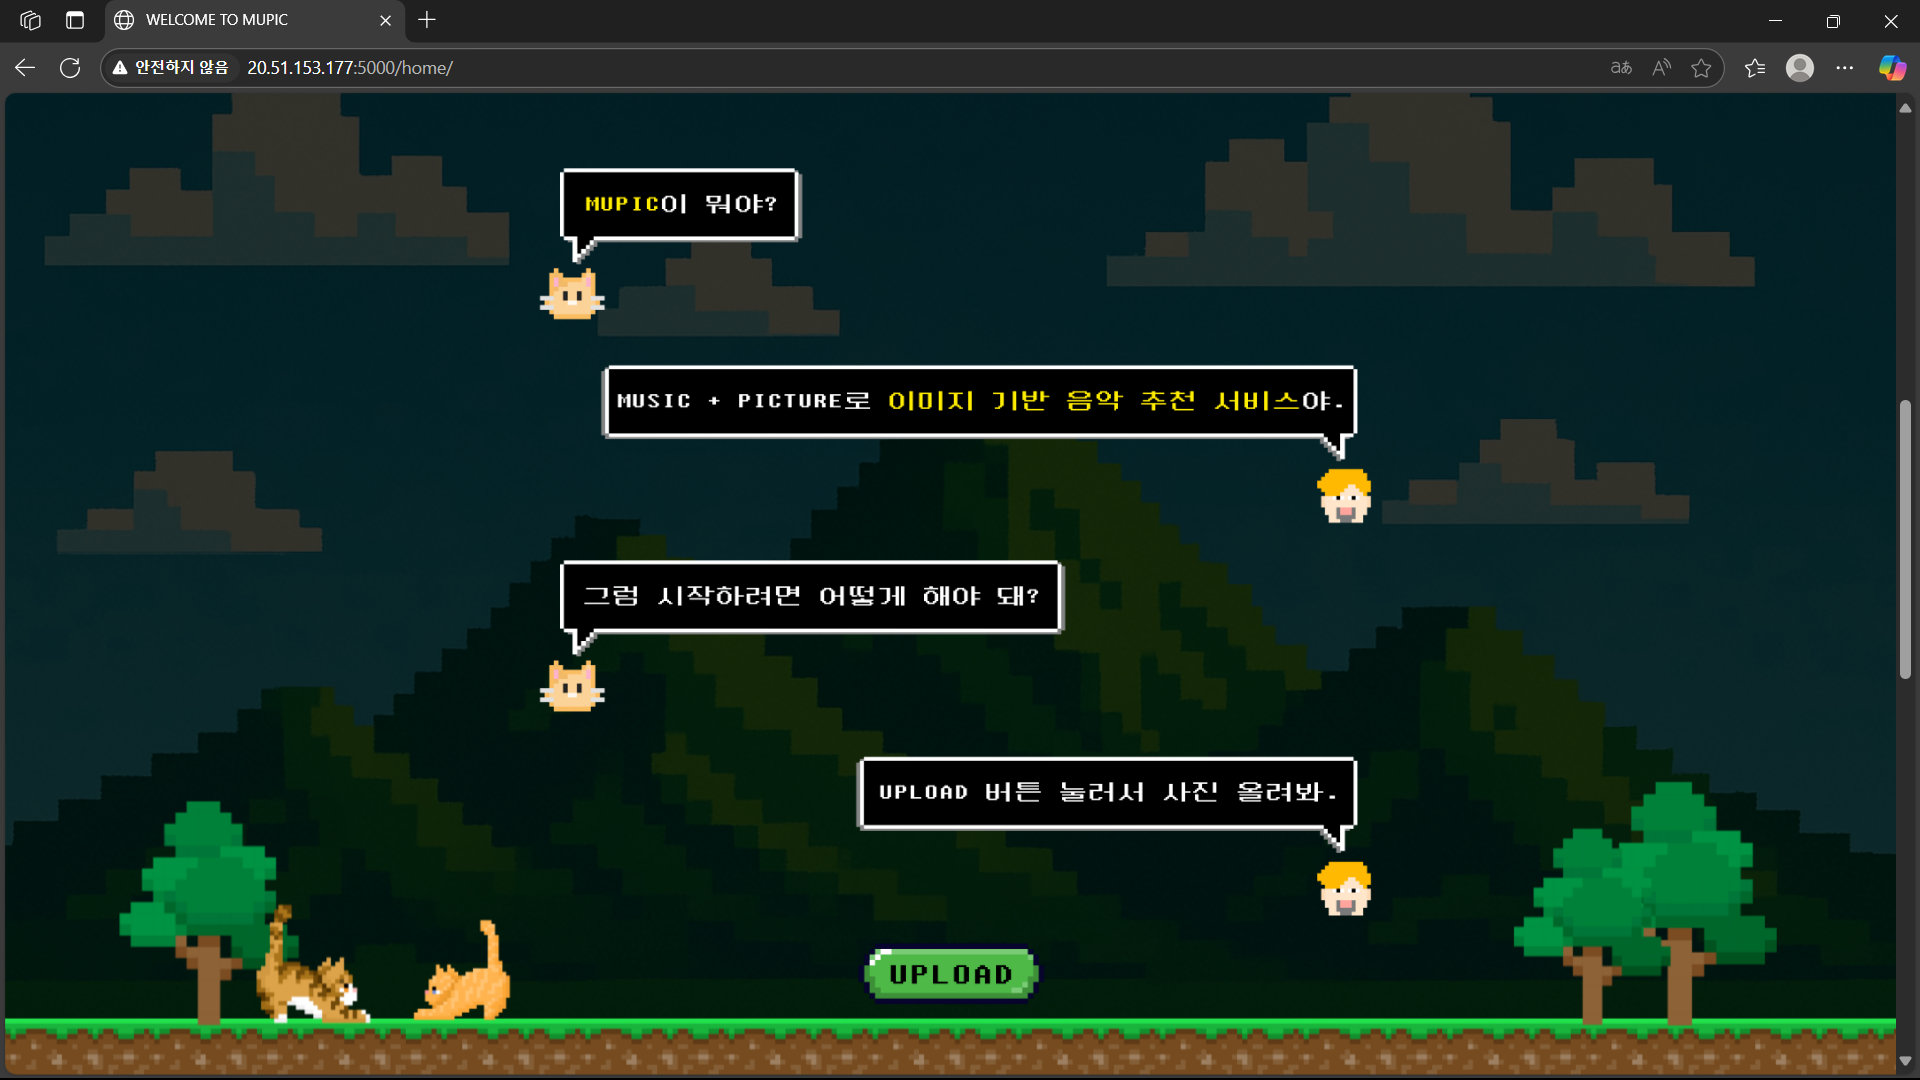 WELCOME TO MUPIC
안전하지 않음 20.51.153.177:5000/home/
MUPIC이 뭐야?
MUSIC + PICTURE로 이미지 기반 음악 추천 서비스야.
그럼 시작하려면 어떻게 해야 돼?
UPLOAD 버튼 눌러서 사진 올려봐.
UPLOAD